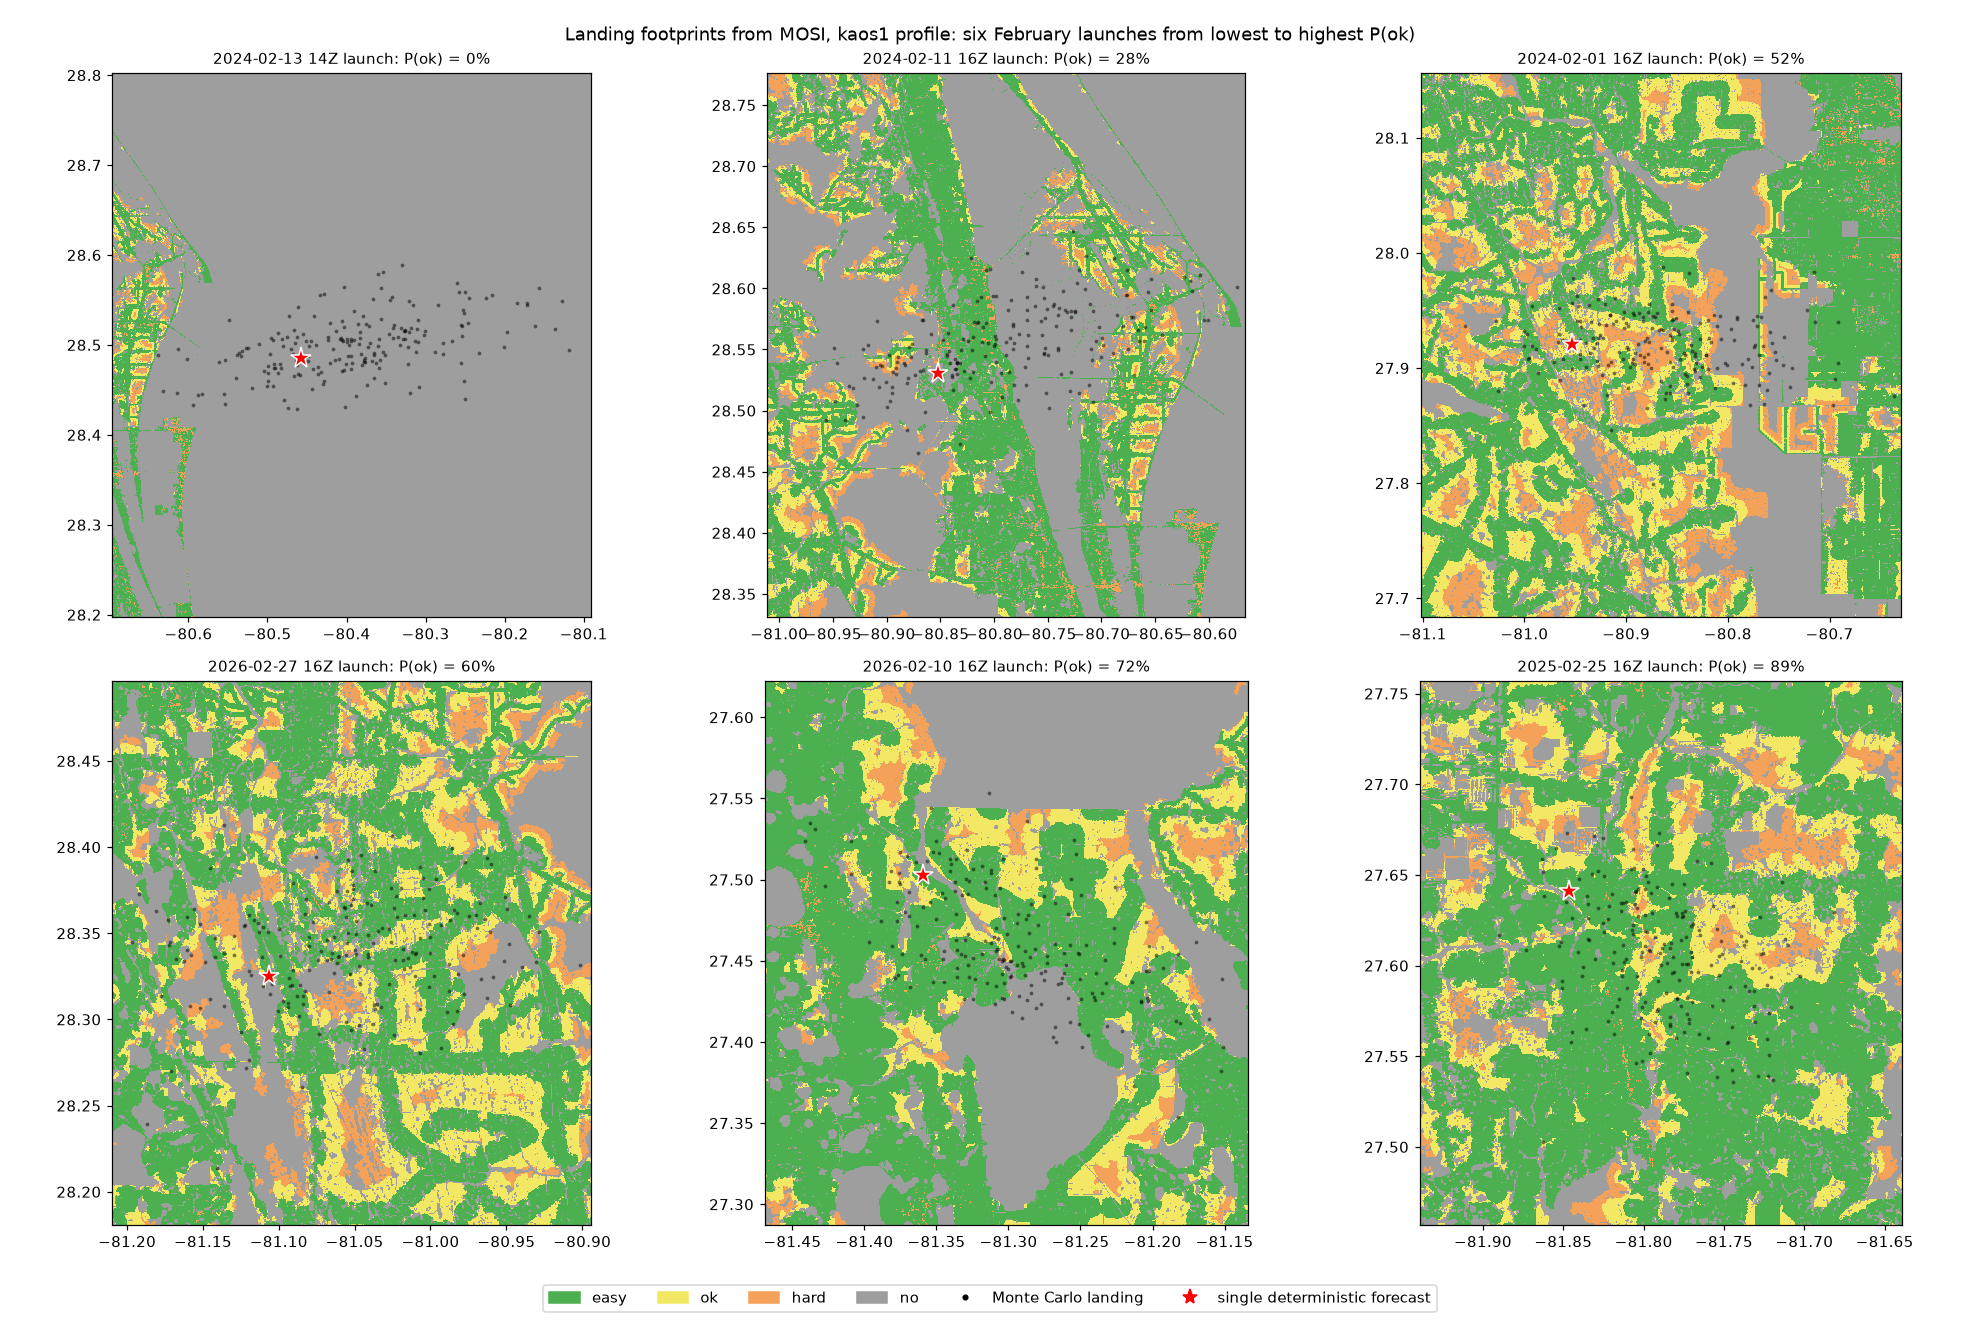 Landing footprints from MOSI, kaos1 profile: six February launches from lowest to highest P(ok)
2024-02-13 14Z launch: P(ok) = 0%
28.8
28.7
28.6
28.5
28.4
28.3
28.2
−80.6 −80.5 −80.4 −80.3 −80.2 −80.1
2024-02-11 16Z launch: P(ok) = 28%
28.75
28.70
28.65
28.60
28.55
28.50
28.45
28.40
28.35
−81.00 −80.95 −80.90 −80.85 −80.80 −80.75 −80.70 −80.65 −80.60
2024-02-01 16Z launch: P(ok) = 52%
28.1
28.0
27.9
27.8
27.7
−81.1 −81.0 −80.9 −80.8 −80.7
2026-02-27 16Z launch: P(ok) = 60%
28.45
28.40
28.35
28.30
28.25
28.20
−81.20 −81.15 −81.10 −81.05 −81.00 −80.95 −80.90
2026-02-10 16Z launch: P(ok) = 72%
27.60
27.55
27.50
27.45
27.40
27.35
27.30
−81.45 −81.40 −81.35 −81.30 −81.25 −81.20 −81.15
2025-02-25 16Z launch: P(ok) = 89%
27.75
27.70
27.65
27.60
27.55
27.50
−81.90 −81.85 −81.80 −81.75 −81.70 −81.65
easy ok hard no Monte Carlo landing single deterministic forecast